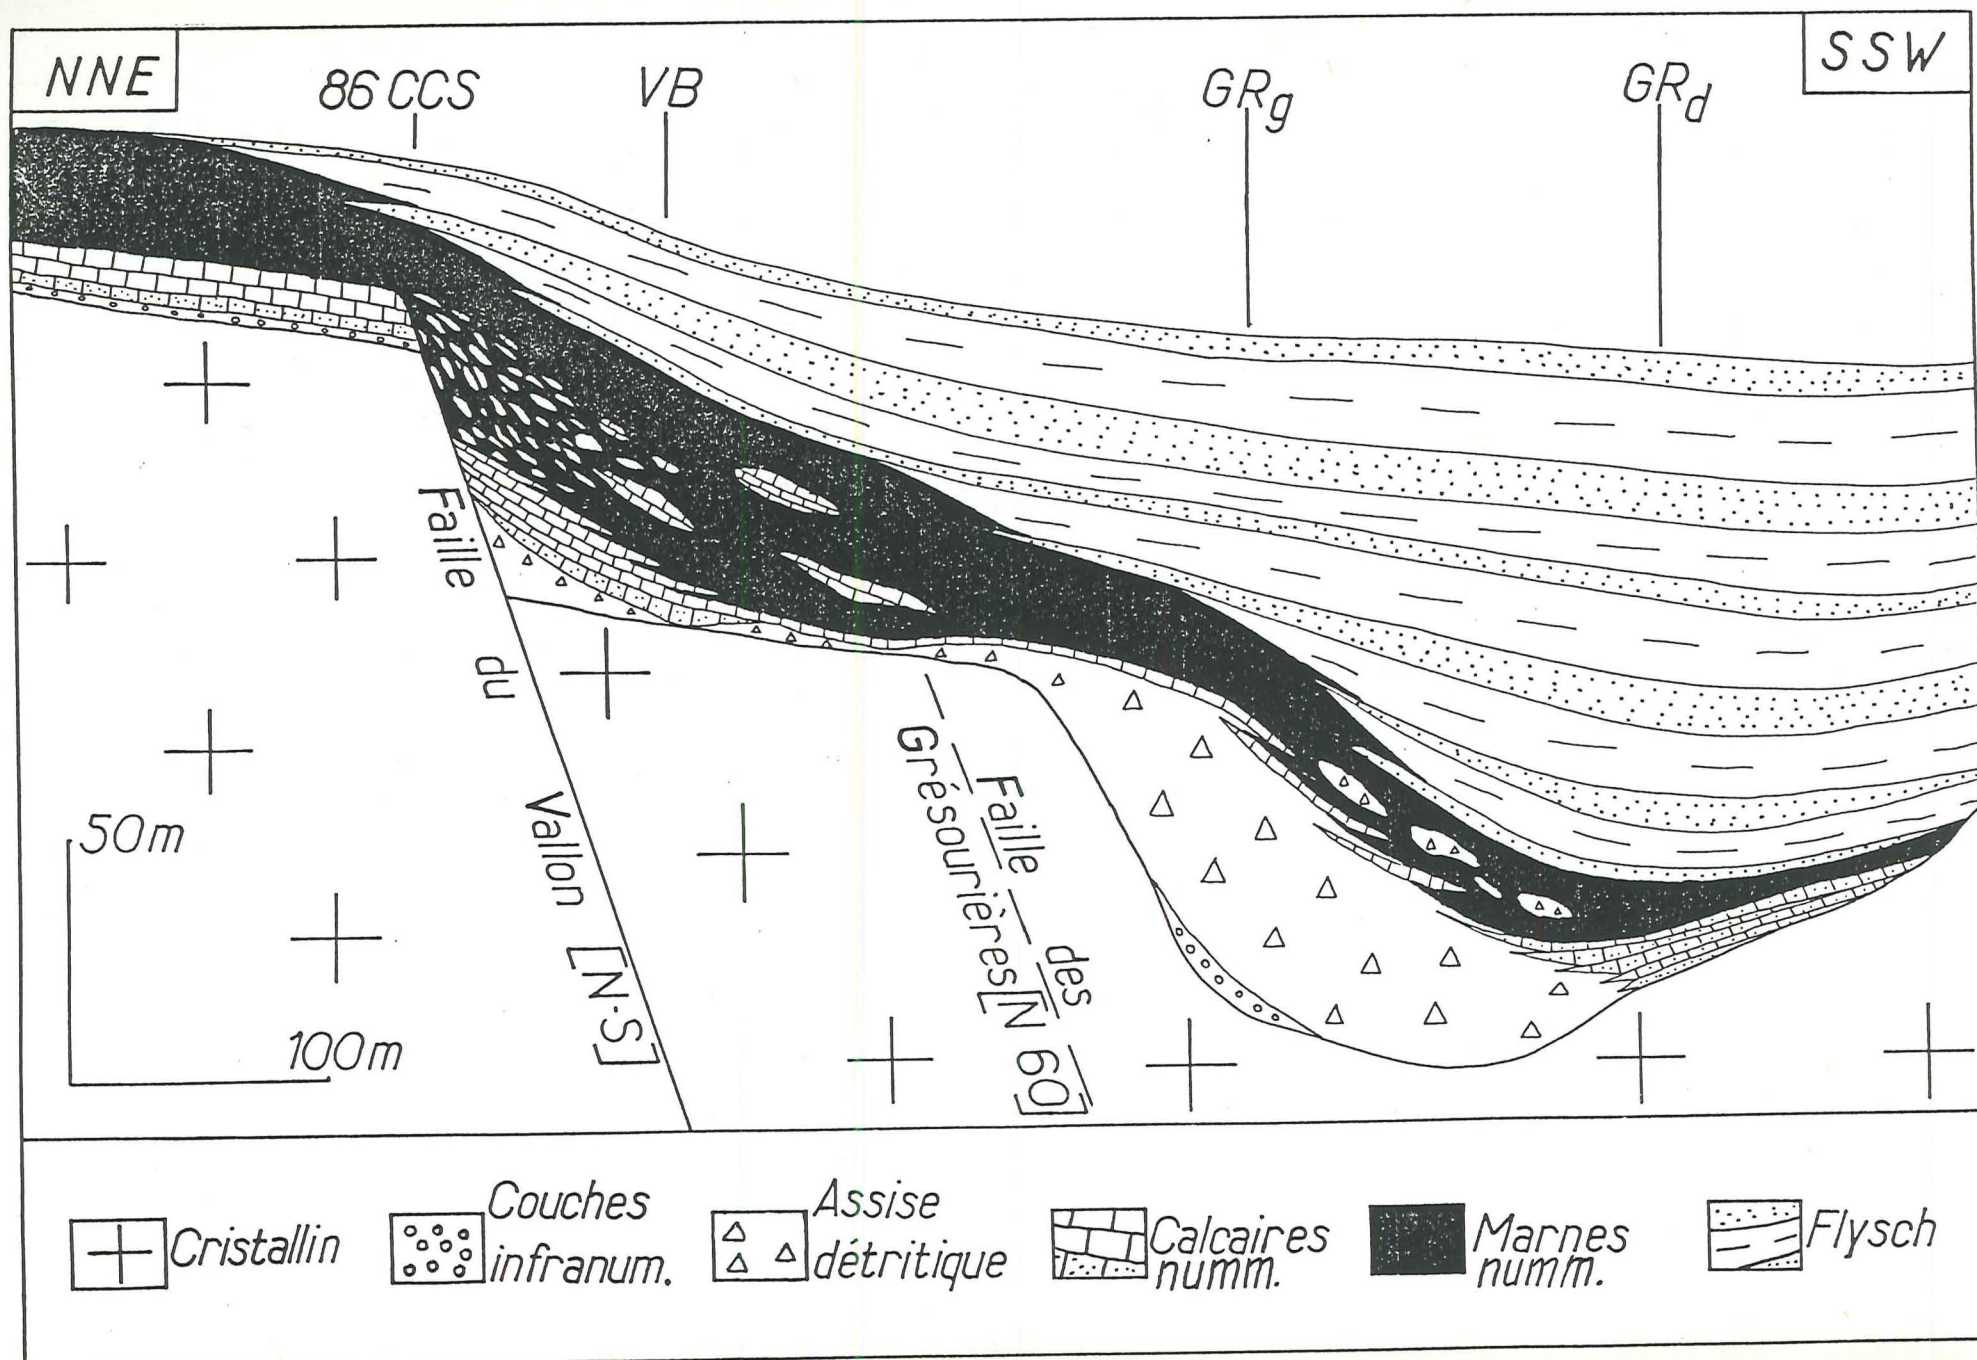 NNE
86 CCS
VB
GRg
GRd
SSW
Faille du Vallon [N-S]
Faille des
Grésourières [N 60]
50m
100m
Cristallin
Couches
infranum.
Assise
détritique
Calcaires
numm.
Marnes
numm.
Flysch